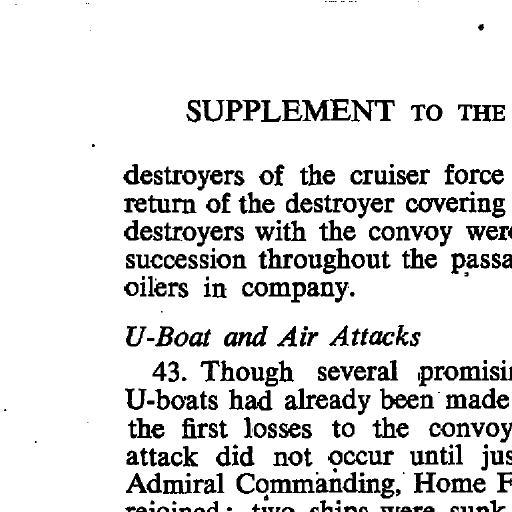 SUPPLEMENT TO THE
destroyers of the cruiser force
return of the destroyer covering
destroyers with the convoy wer
succession throughout the passa
oilers in company.
U-Boat and Air Attacks
43. Though several promisi
U-boats had already been made
the first losses to the convoy
attack did not occur until jus
Admiral Commanding, Home F
rejoined; two ships were sunk